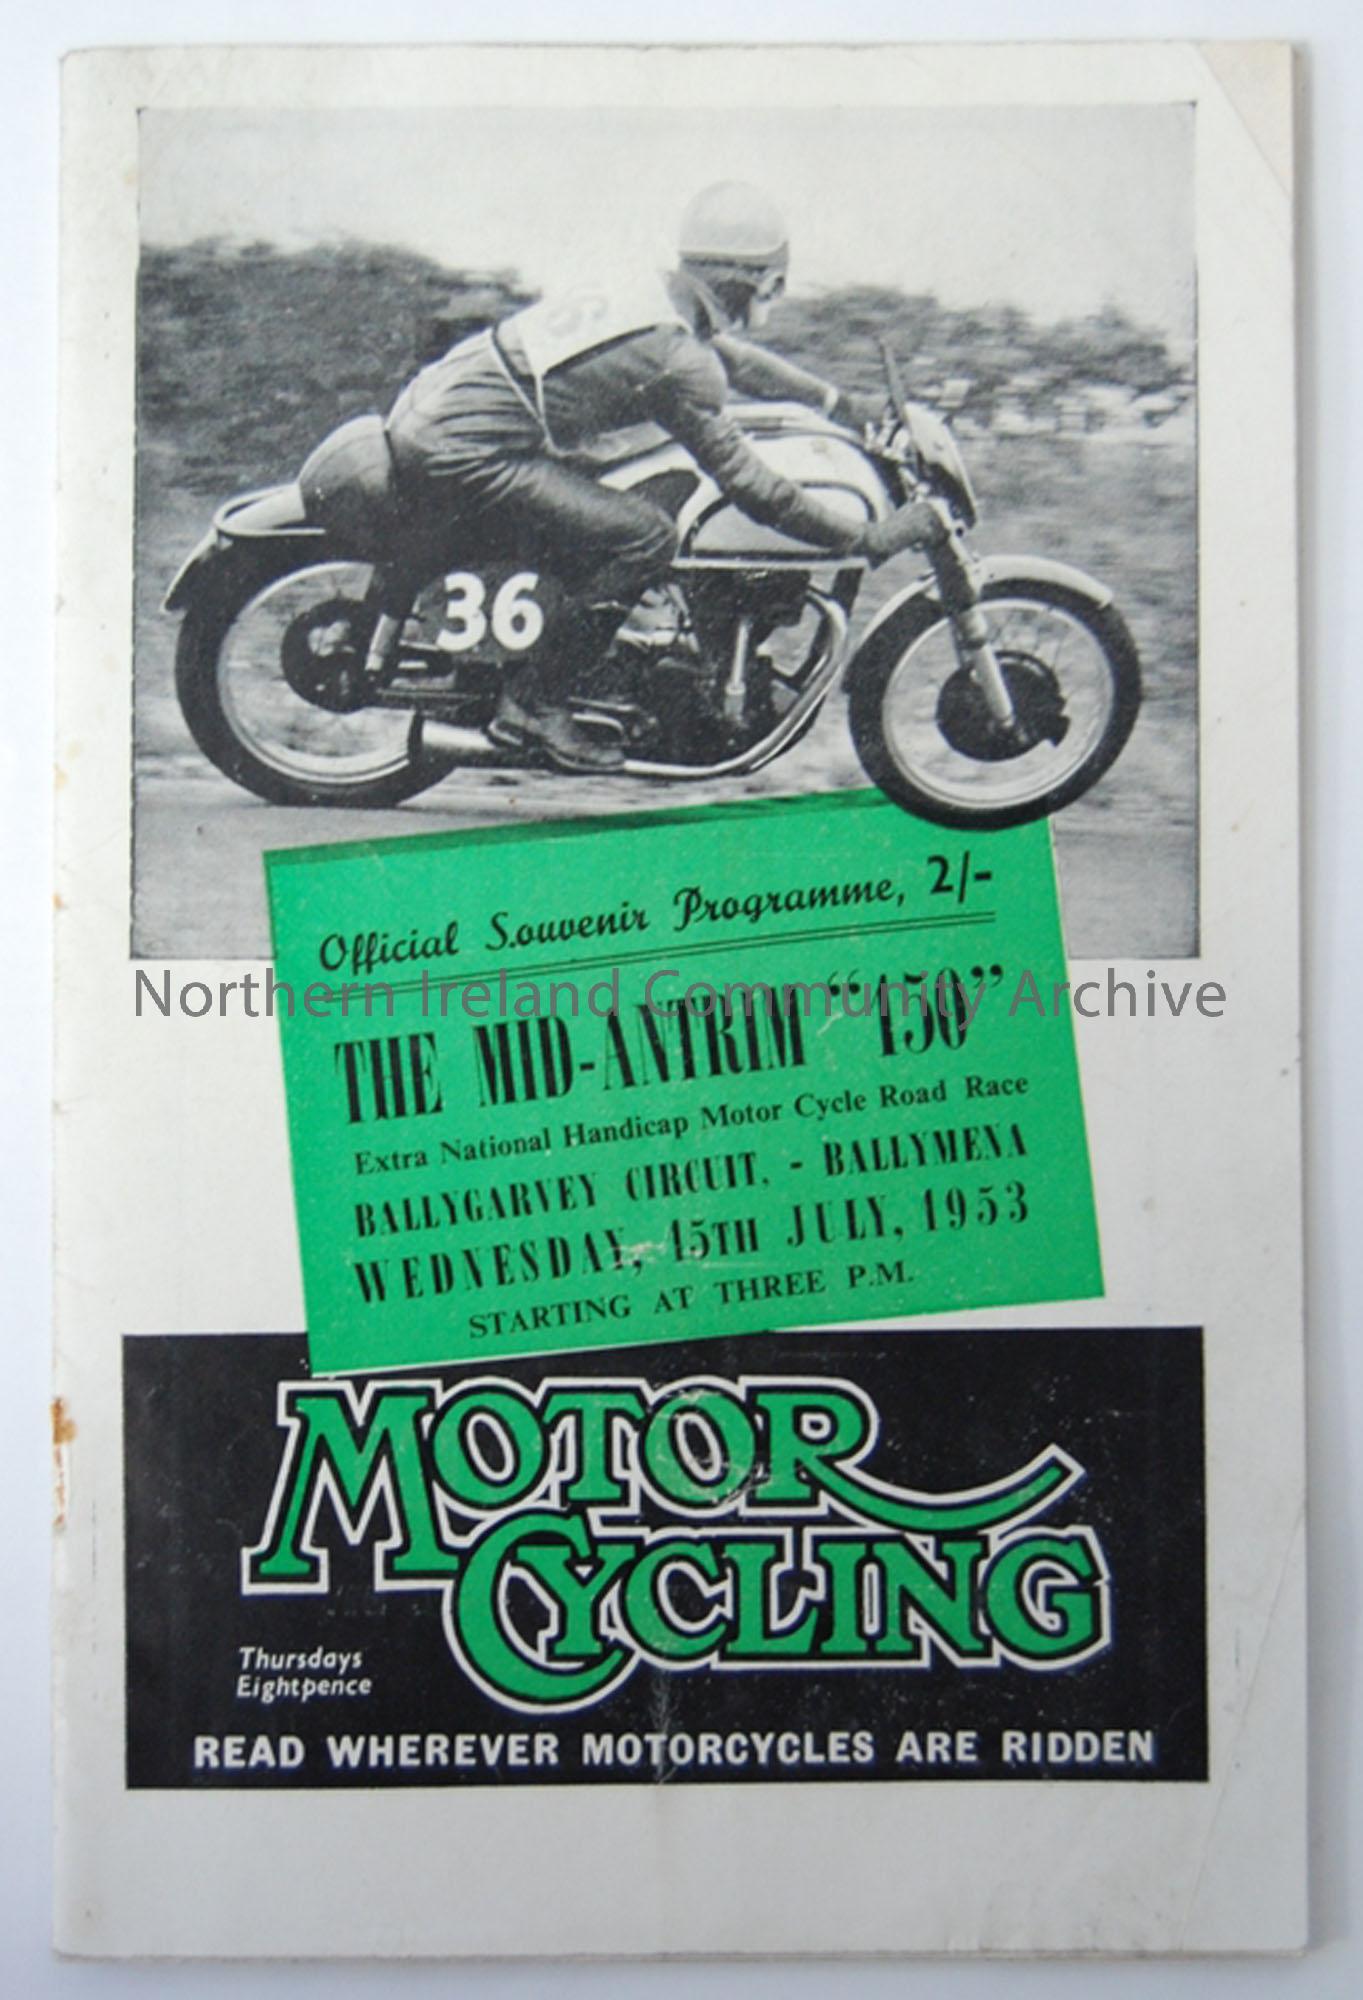 36
Official Souvenir Programme, 2/-
Northern Ireland Community Archive
THE MID-ANTRIM "150"
Extra National Handicap Motor Cycle Road Race
BALLYGARVEY CIRCUIT, - BALLYMENA
WEDNESDAY, 15TH JULY, 1953
STARTING AT THREE P.M.
MOTOR
CYCLING
Thursdays
Eightpence
READ WHEREVER MOTORCYCLES ARE RIDDEN